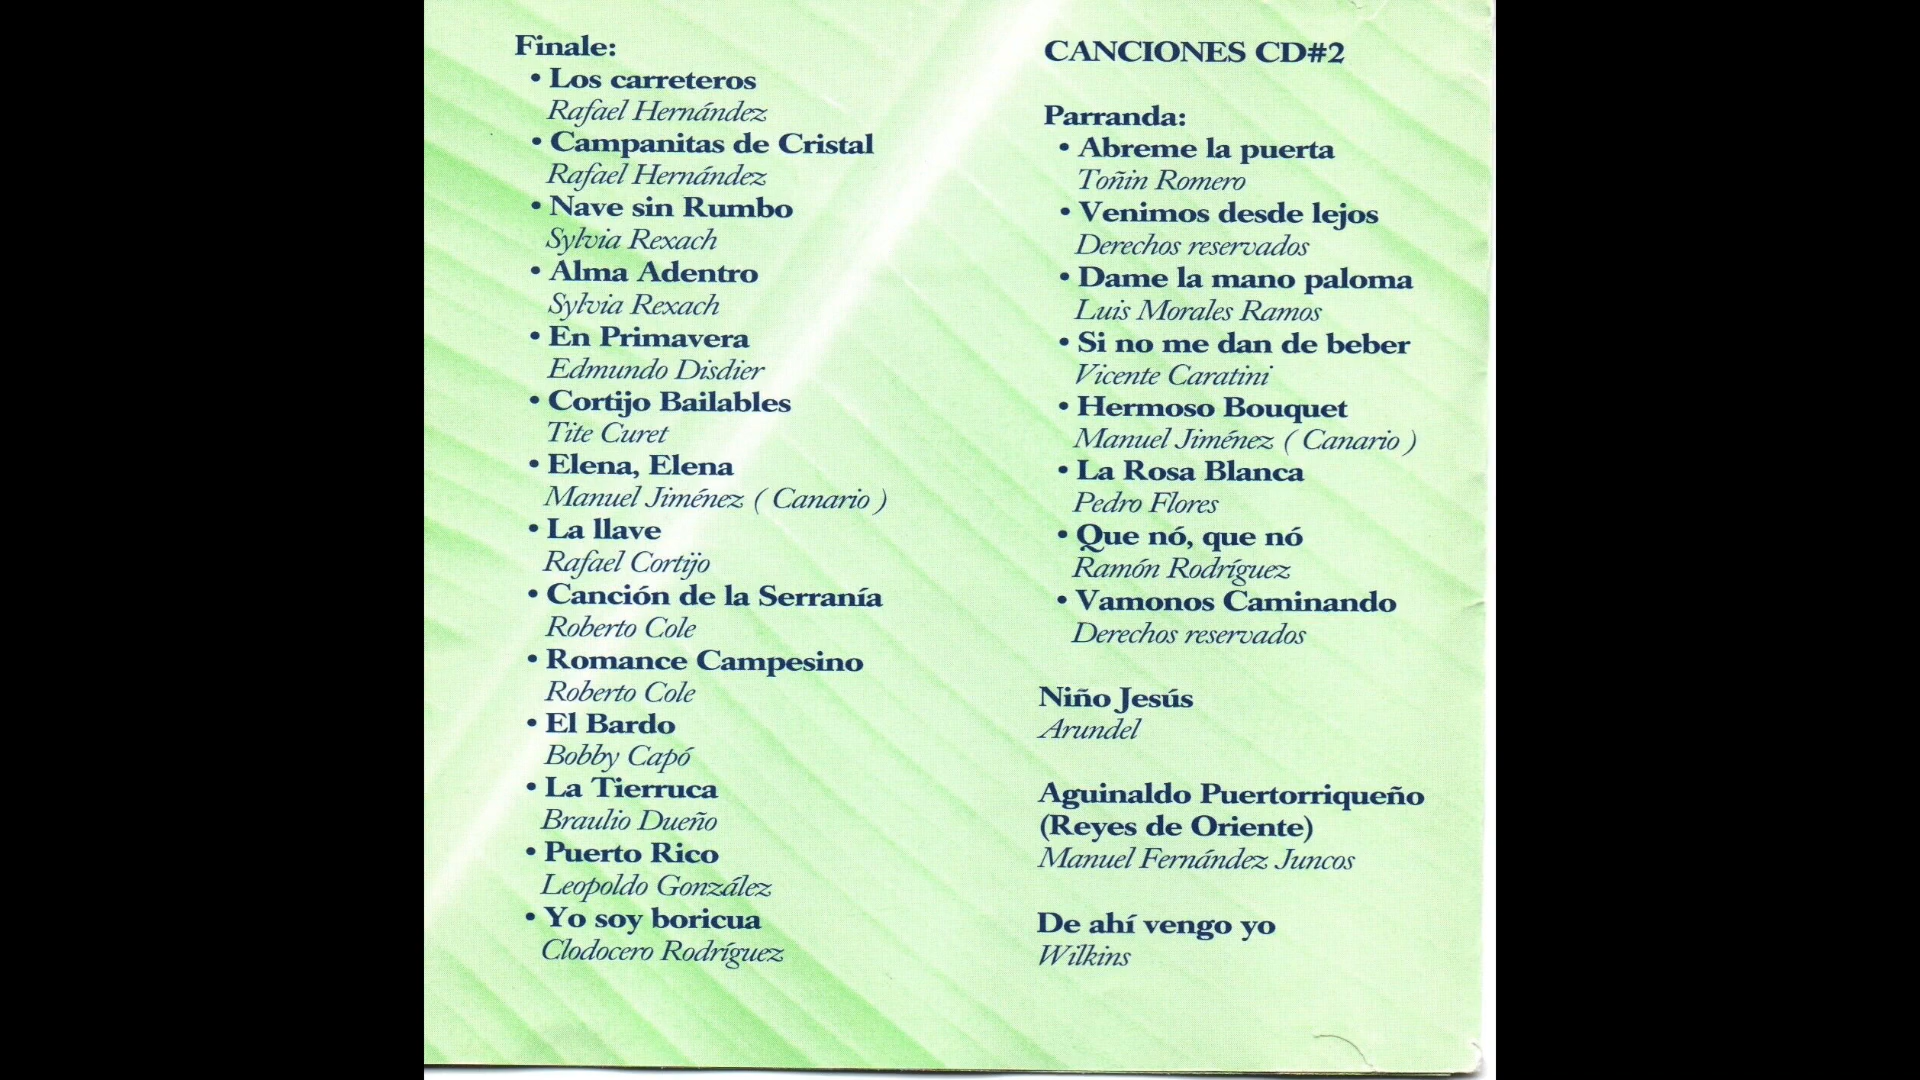 Finale:
• Los carreteros
Rafael Hernández
• Campanitas de Cristal
Rafael Hernández
• Nave sin Rumbo
Sylvia Rexach
• Alma Adentro
Sylvia Rexach
• En Primavera
Edmundo Disdier
• Cortijo Bailables
Tite Curet
• Elena, Elena
Manuel Jiménez ( Canario )
• La llave
Rafael Cortijo
• Canción de la Serranía
Roberto Cole
• Romance Campesino
Roberto Cole
• El Bardo
Bobby Capó
• La Tierruca
Braulio Dueño
• Puerto Rico
Leopoldo González
• Yo soy boricua
Clodocero Rodríguez
CANCIONES CD#2
Parranda:
• Abreme la puerta
Toñin Romero
• Venimos desde lejos
Derechos reservados
• Dame la mano paloma
Luis Morales Ramos
• Si no me dan de beber
Vicente Caratini
• Hermoso Bouquet
Manuel Jiménez ( Canario )
• La Rosa Blanca
Pedro Flores
• Que nó, que nó
Ramón Rodríguez
• Vamonos Caminando
Derechos reservados
Niño Jesús
Arundel
Aguinaldo Puertorriqueño
(Reyes de Oriente)
Manuel Fernández Juncos
De ahí vengo yo
Wilkins